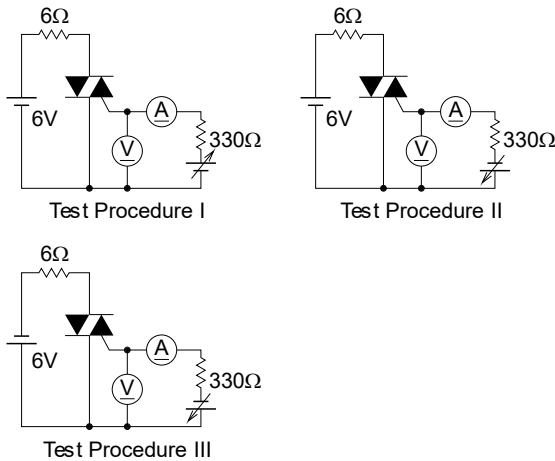 6Ω
6V
A
V
330Ω
Test Procedure I
6Ω
6V
A
V
330Ω
Test Procedure II
6Ω
6V
A
V
330Ω
Test Procedure III